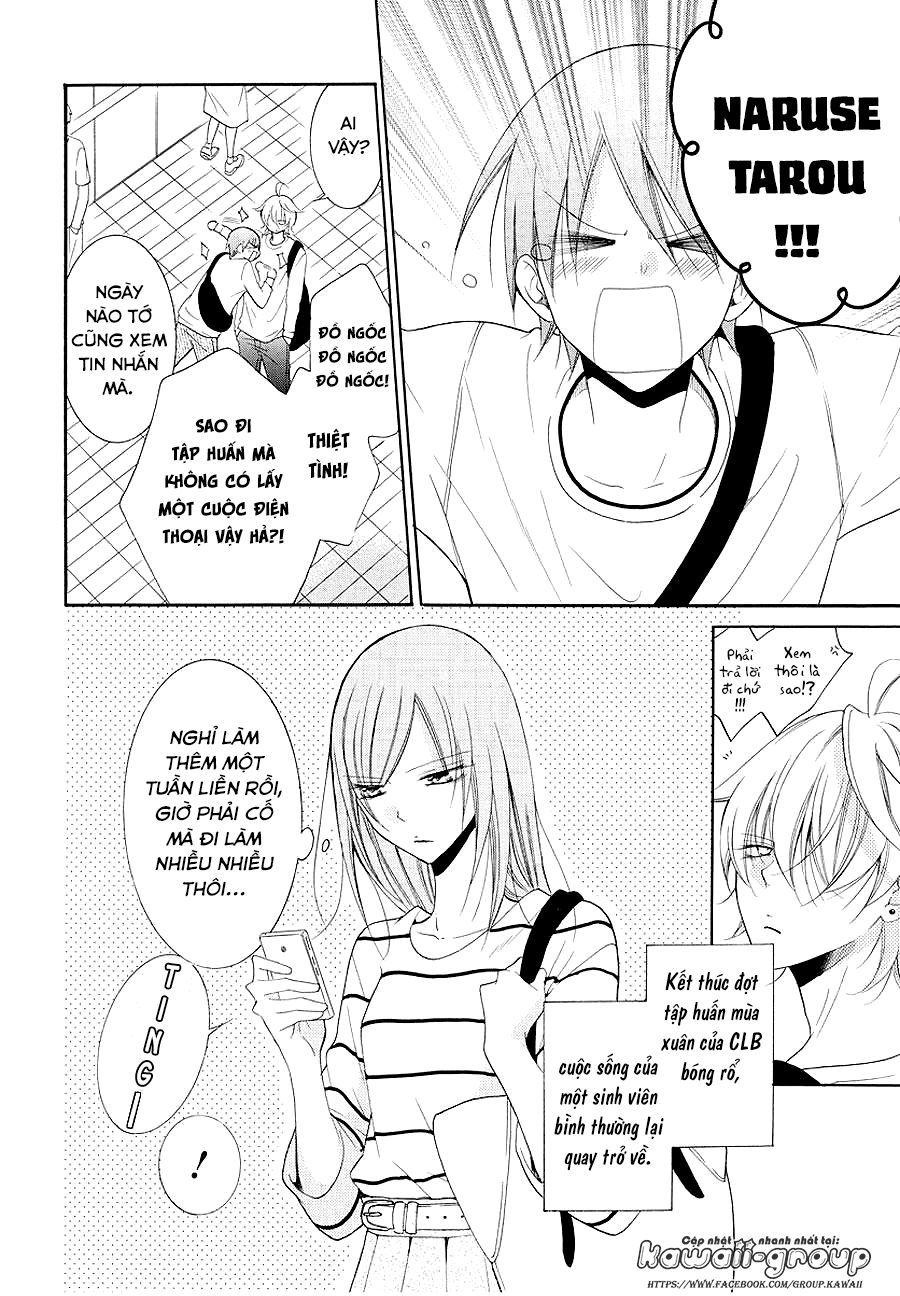 NARUSE
TAROU
!!!
AI
VẬY?
ĐỒ NGỐC
ĐỒ NGỐC
ĐỒ NGỐC!
THIỆT
TÌNH!
SAO ĐI
TẬP HUẤN MÀ
KHÔNG CÓ LẤY
MỘT CUỘC ĐIỆN
THOẠI VẬY HẢ?!
NGÀY
NÀO TỚ
CŨNG XEM
TIN NHẮN
MÀ.
Xem
thôi là
sao!?
Phải
trả lời
đi chứ
!!!
Kết thúc đợt
tập huấn mùa
xuân của CLB
bóng rổ,
cuộc sống của
một sinh viên
bình thường lại
quay trở về.
NGHỈ LÀM
THÊM MỘT
TUẦN LIỀN RỒI,
GIỜ PHẢI CỐ
MÀ ĐI LÀM
NHIỀU NHIỀU
THÔI...
TING!
!
Cập nhật nhanh nhất tại:
kawaii-group
HTTPS://WWW.FACEBOOK.COM/GROUP.KAWAII